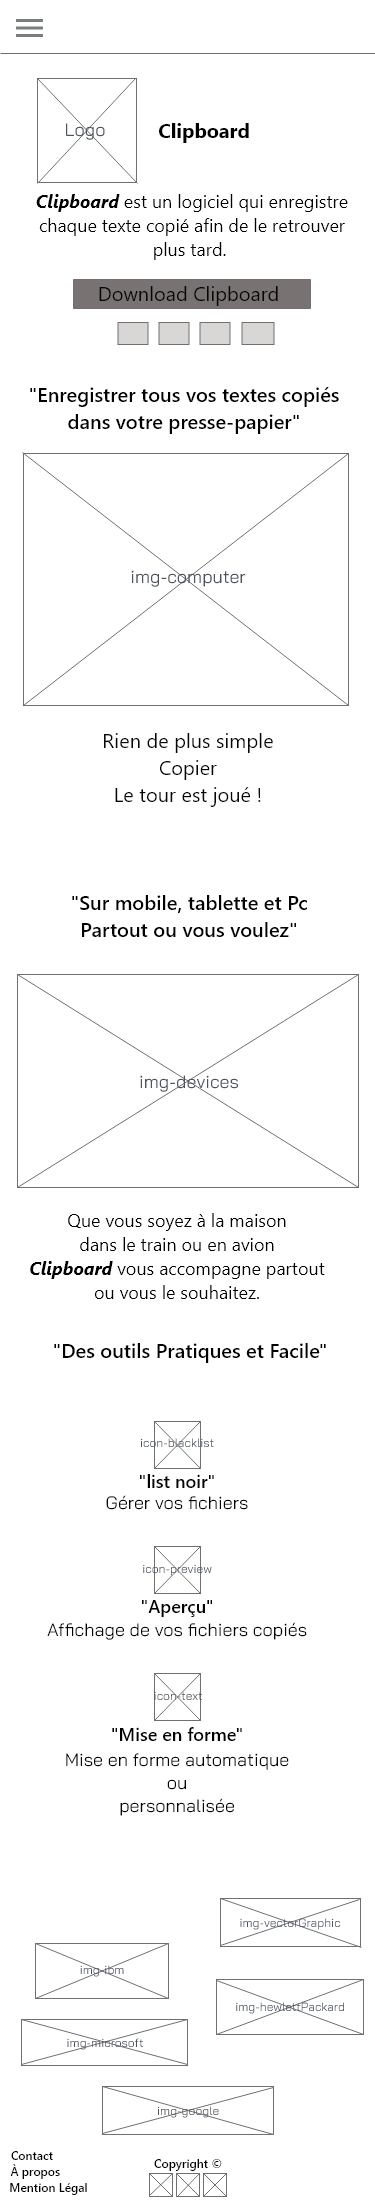 Logo
Clipboard
Clipboard est un logiciel qui enregistre
chaque texte copié afin de le retrouver
plus tard.
Download Clipboard
"Enregistrer tous vos textes copiés
dans votre presse-papier"
img-computer
Rien de plus simple
Copier
Le tour est joué !
"Sur mobile, tablette et Pc
Partout ou vous voulez"
img-devices
Que vous soyez à la maison
dans le train ou en avion
Clipboard vous accompagne partout
ou vous le souhaitez.
"Des outils Pratiques et Facile"
icon-blacklist
"list noir"
Gérer vos fichiers
icon-preview
"Aperçu"
Affichage de vos fichiers copiés
icon-text
"Mise en forme"
Mise en forme automatique
ou
personnalisée
img-vectorGraphic
img-ibm
img-hewlettPackard
img-microsoft
img-google
Contact
À propos
Mention Légal
Copyright ©